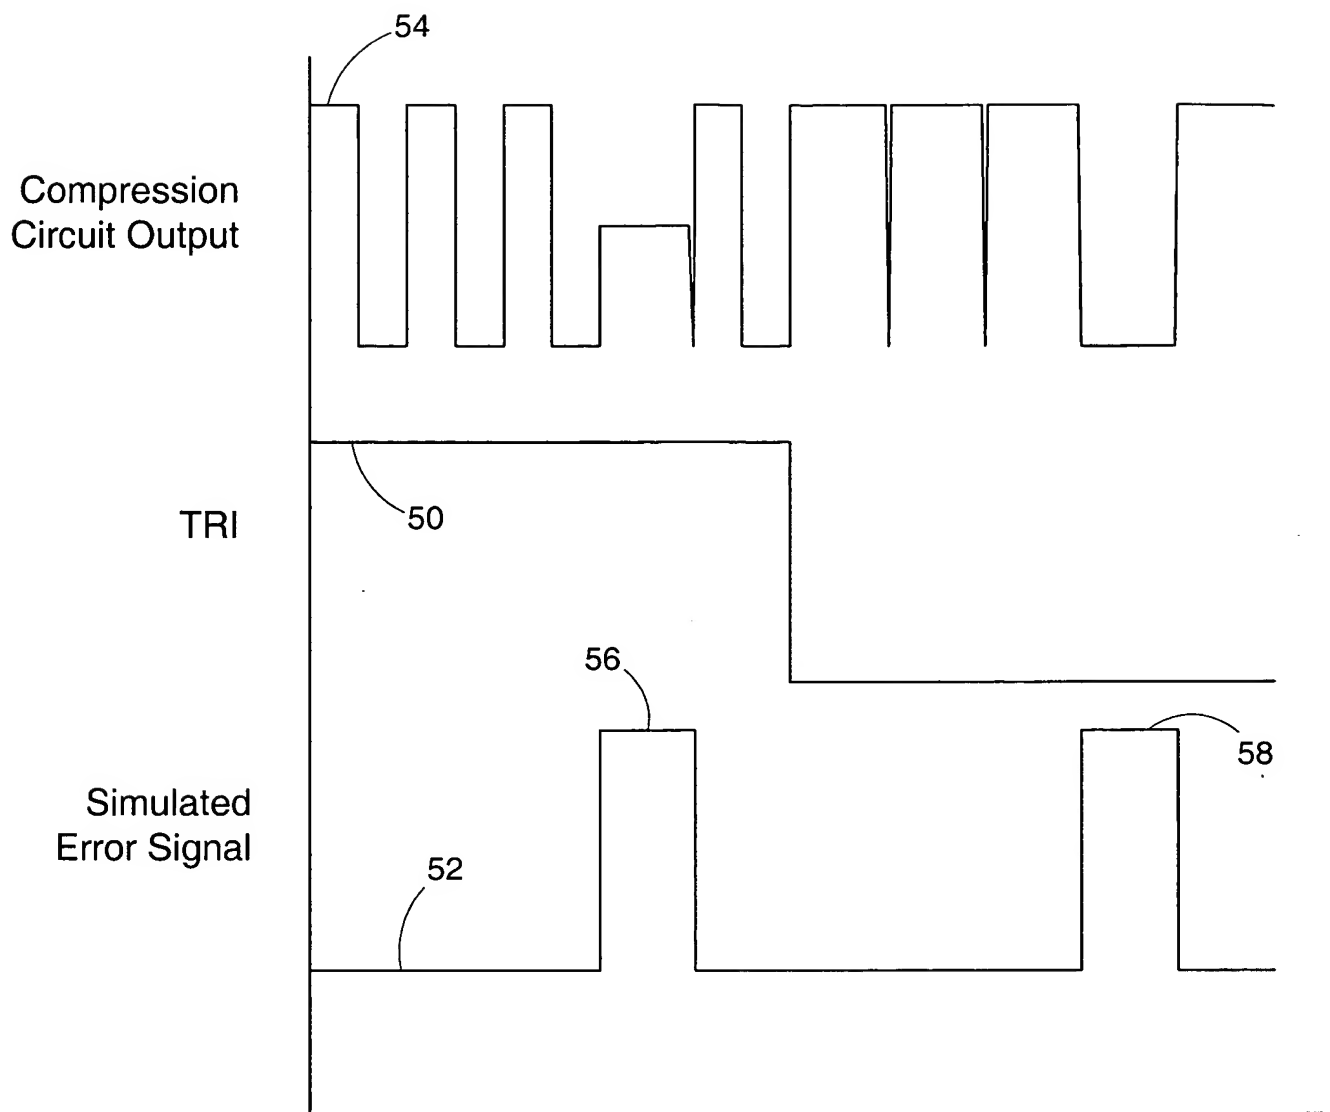 54
Compression
Circuit Output
50
TRI
56
58
Simulated
Error Signal
52